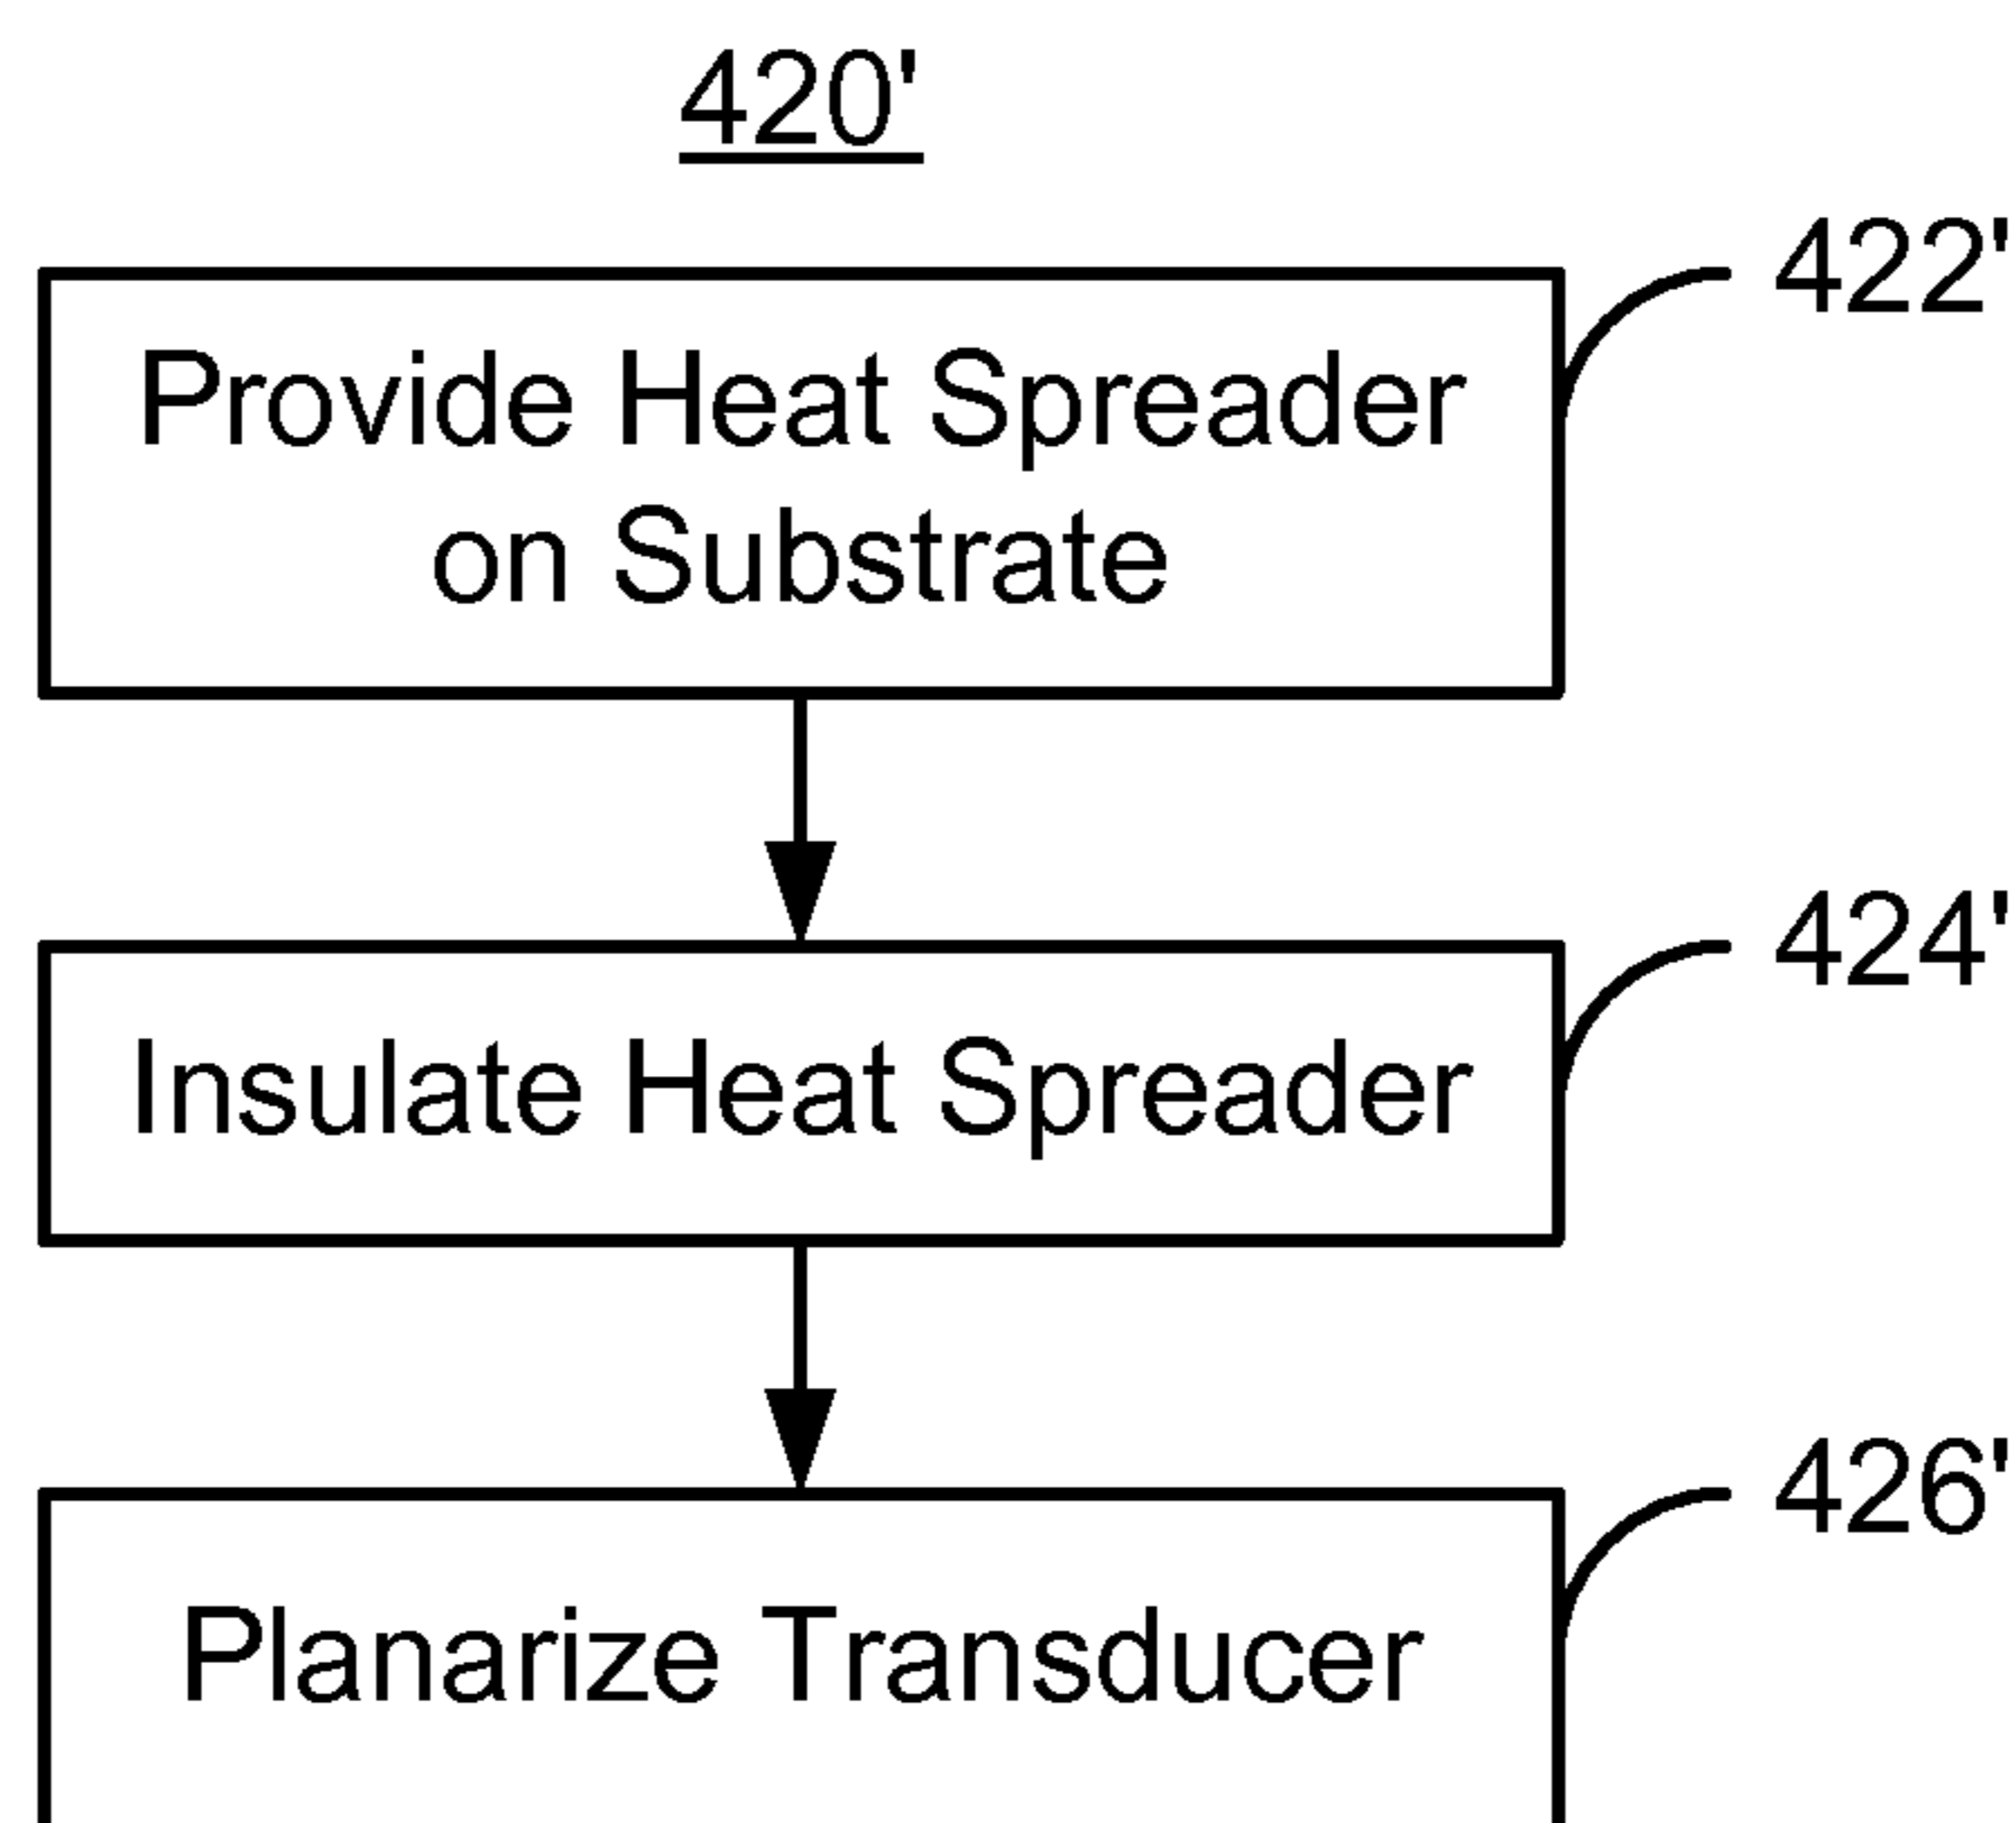 420'
422'
Provide Heat Spreader
on Substrate
424'
Insulate Heat Spreader
426'
Planarize Transducer